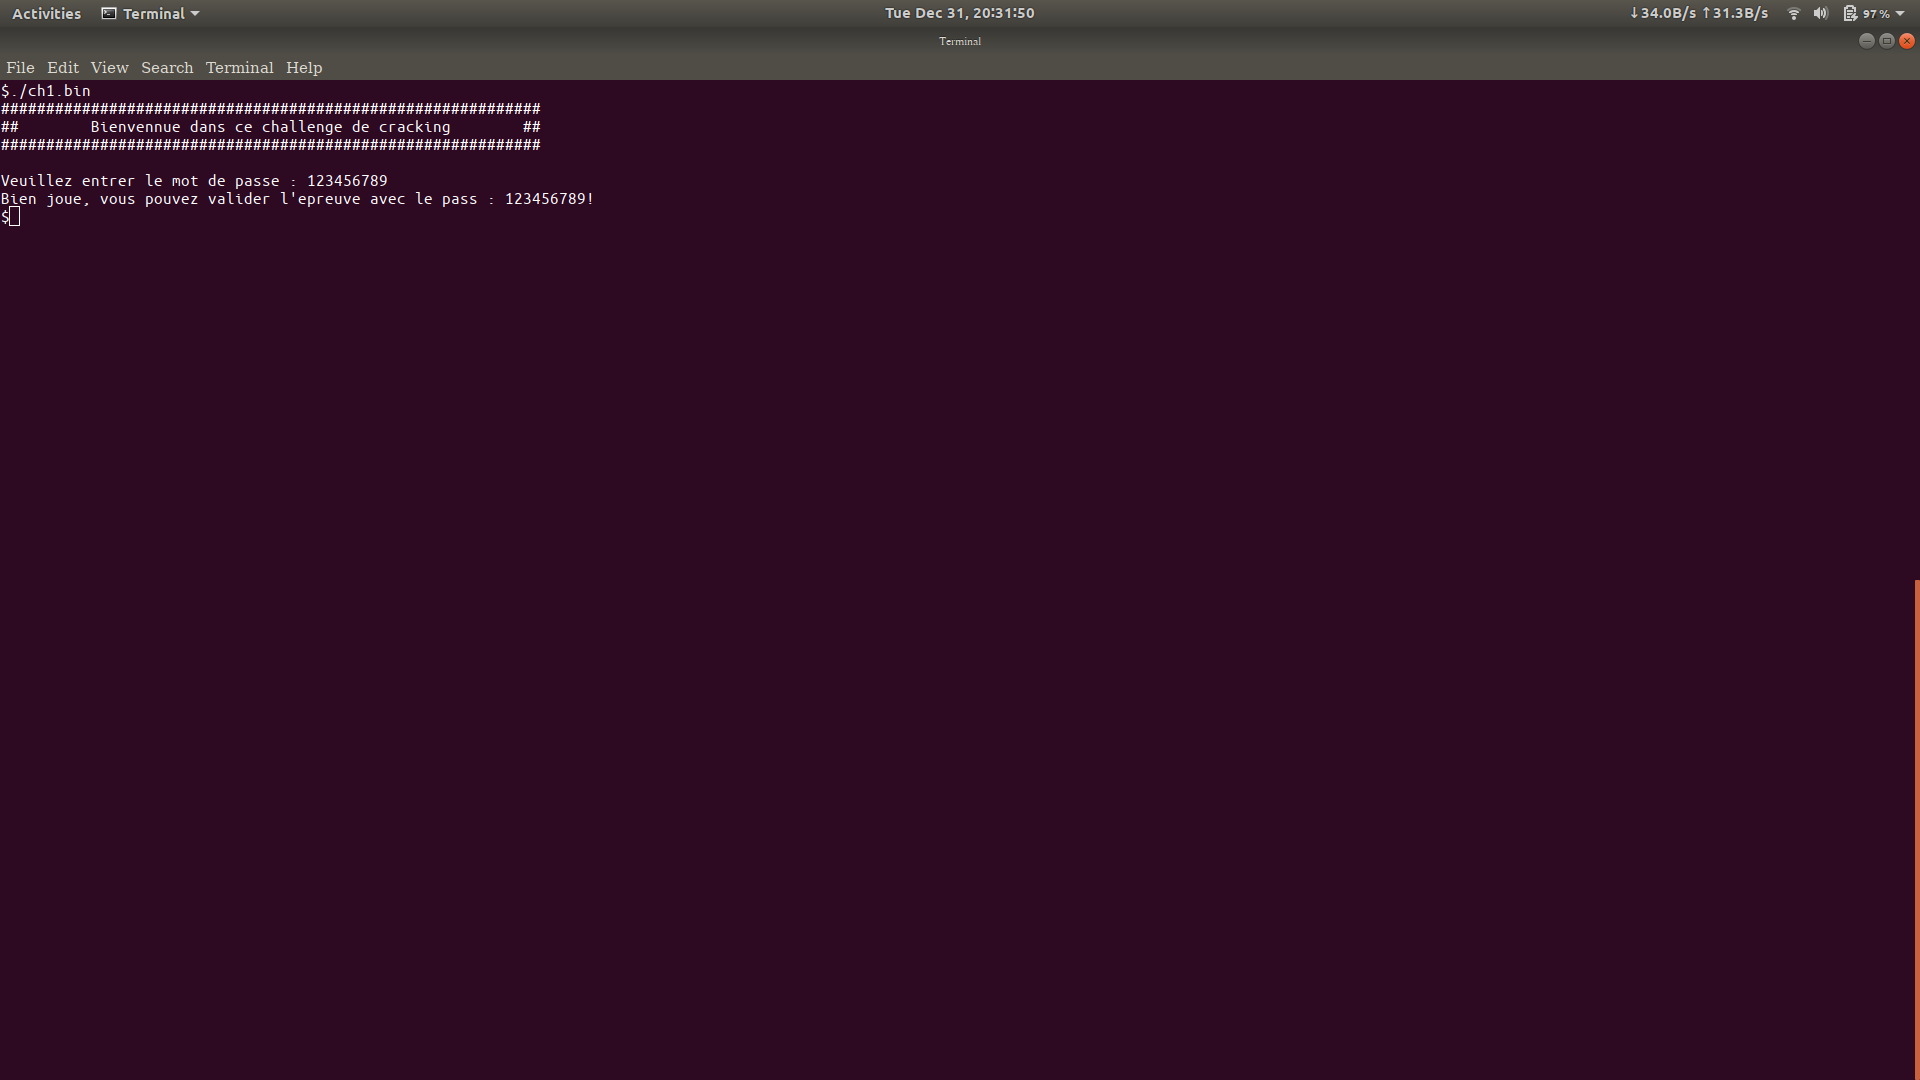 Activities Terminal Tue Dec 31, 20:31:50 ↓34.0B/s ↑31.3B/s 97%
Terminal
File Edit View Search Terminal Help
$./ch1.bin
############################################################
##        Bienvennue dans ce challenge de cracking        ##
############################################################
Veuillez entrer le mot de passe : 123456789
Bien joue, vous pouvez valider l'epreuve avec le pass : 123456789!
$